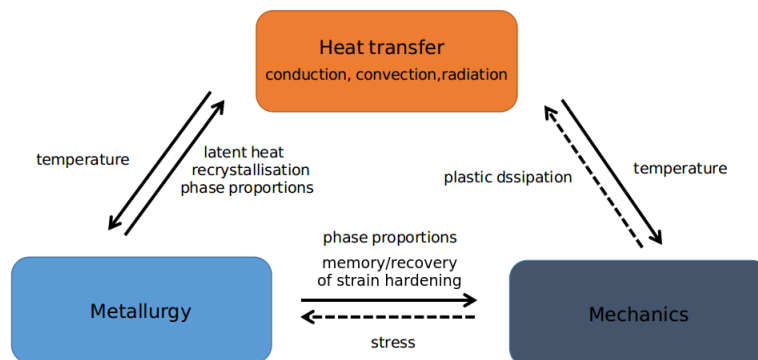 Heat transfer
conduction, convection,radiation
temperature
latent heat
recrystallisation
phase proportions
plastic dssipation
temperature
phase proportions
memory/recovery
of strain hardening
Metallurgy
Mechanics
stress